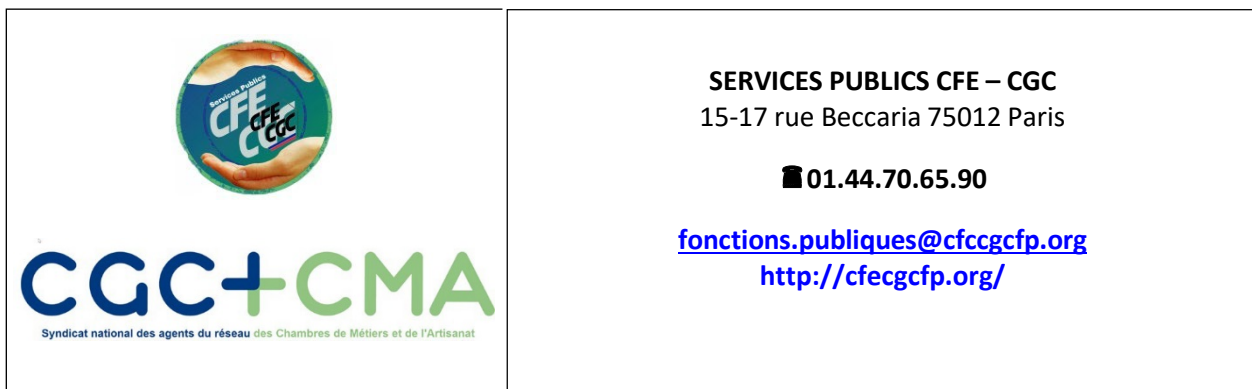 Services Publics
CFE
CGC
CFE
CGC
CGC+CMA
Syndicat national des agents du réseau des Chambres de Métiers et de l'Artisanat
SERVICES PUBLICS CFE – CGC
15-17 rue Beccaria 75012 Paris
☎01.44.70.65.90
fonctions.publiques@cfccgcfp.org
http://cfecgcfp.org/